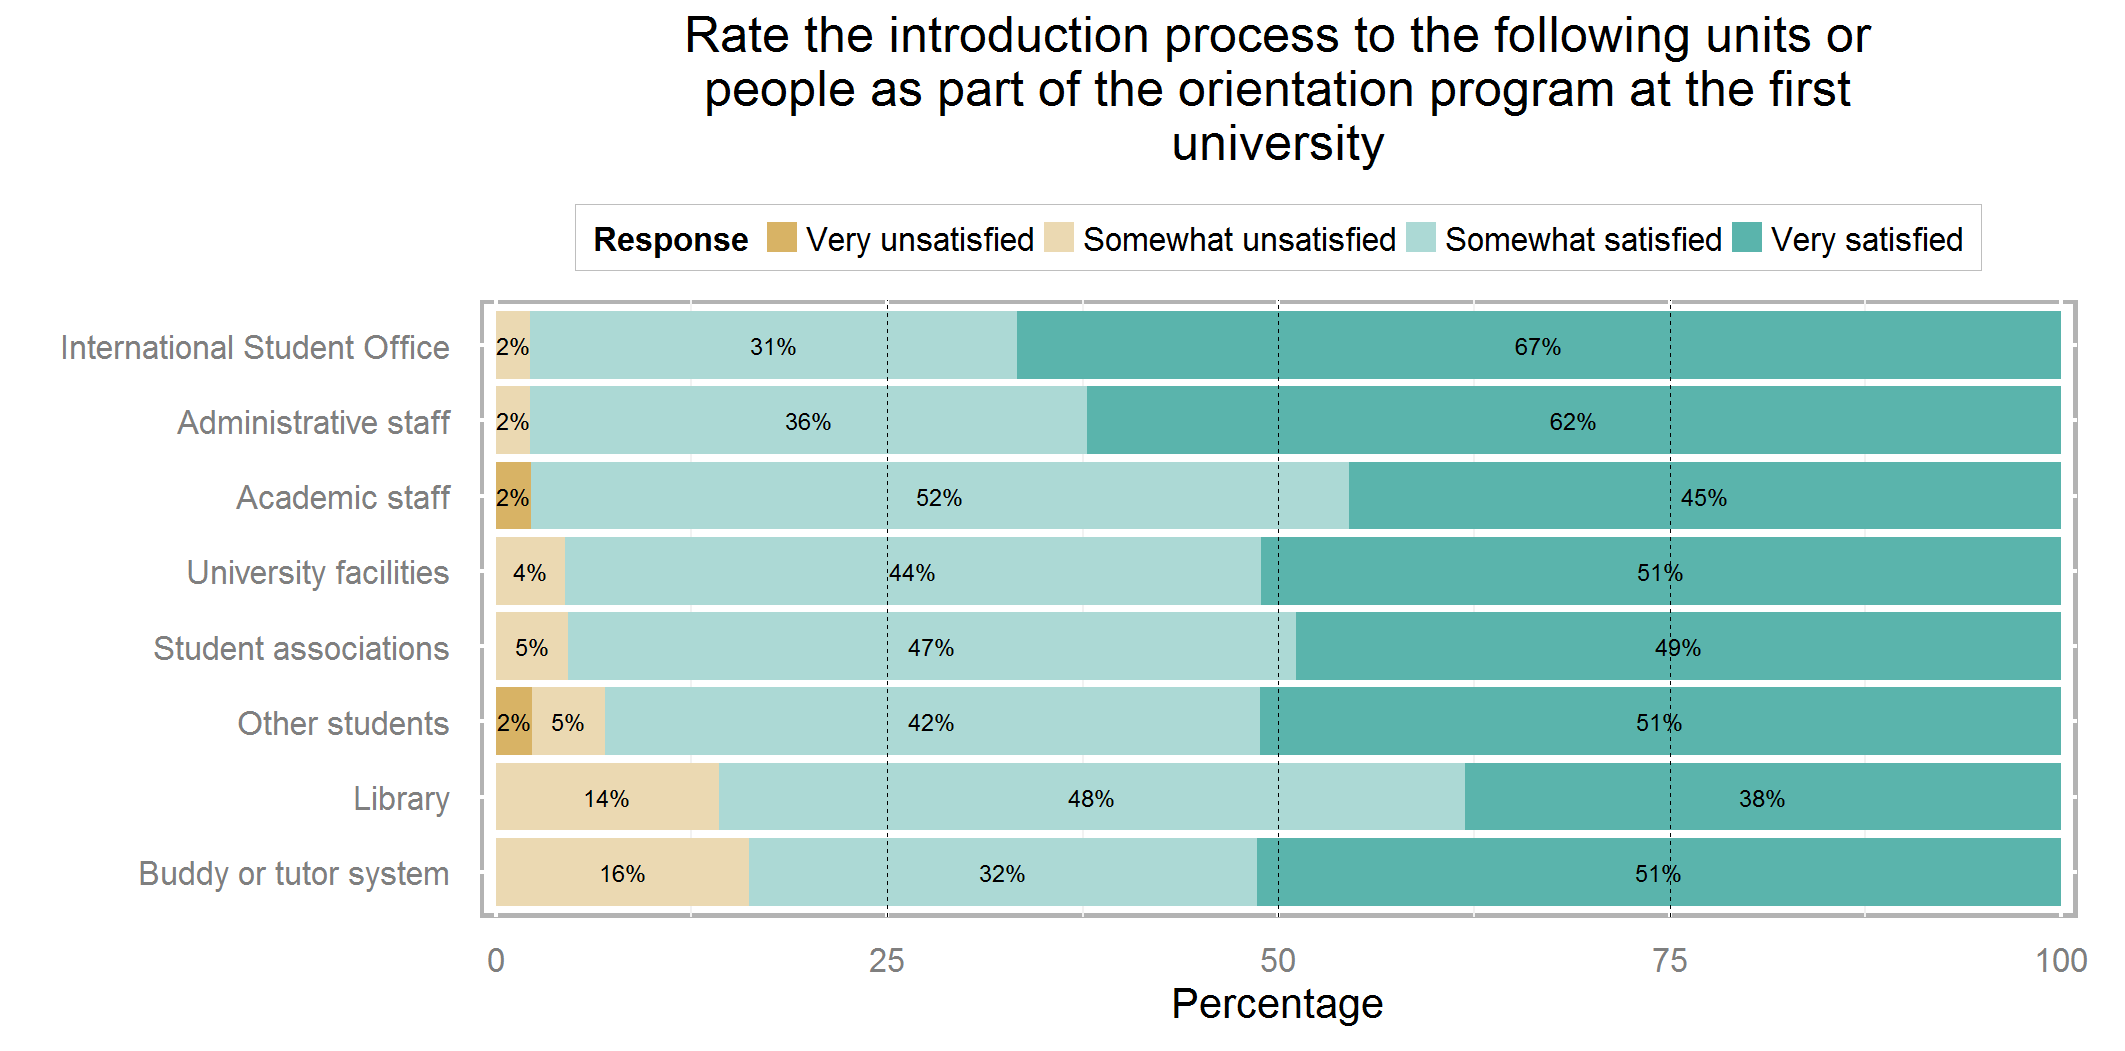 Rate the introduction process to the following units or
people as part of the orientation program at the first
university
Response Very unsatisfied Somewhat unsatisfied Somewhat satisfied Very satisfied
International Student Office 2% 31% 67%
Administrative staff 2% 36% 62%
Academic staff 2% 52% 45%
University facilities 4% 44% 51%
Student associations 5% 47% 49%
Other students 2% 5% 42% 51%
Library 14% 48% 38%
Buddy or tutor system 16% 32% 51%
0 25 50 75 100
Percentage